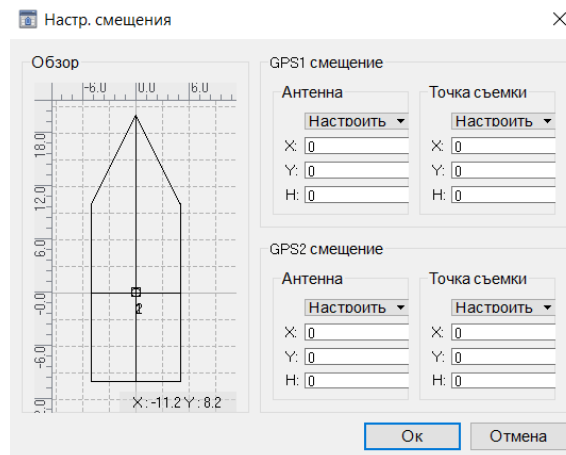 Настр. смещения
Обзор
-6.0 0.0 6.0
18.0
12.0
6.0
-0.0
-6.0
2
X:-11.2 Y: 8.2
GPS1 смещение
Антенна
Настроить
X: 0
Y: 0
H: 0
Точка съемки
Настроить
X: 0
Y: 0
H: 0
GPS2 смещение
Антенна
Настроить
X: 0
Y: 0
H: 0
Точка съемки
Настроить
X: 0
Y: 0
H: 0
Ок
Отмена